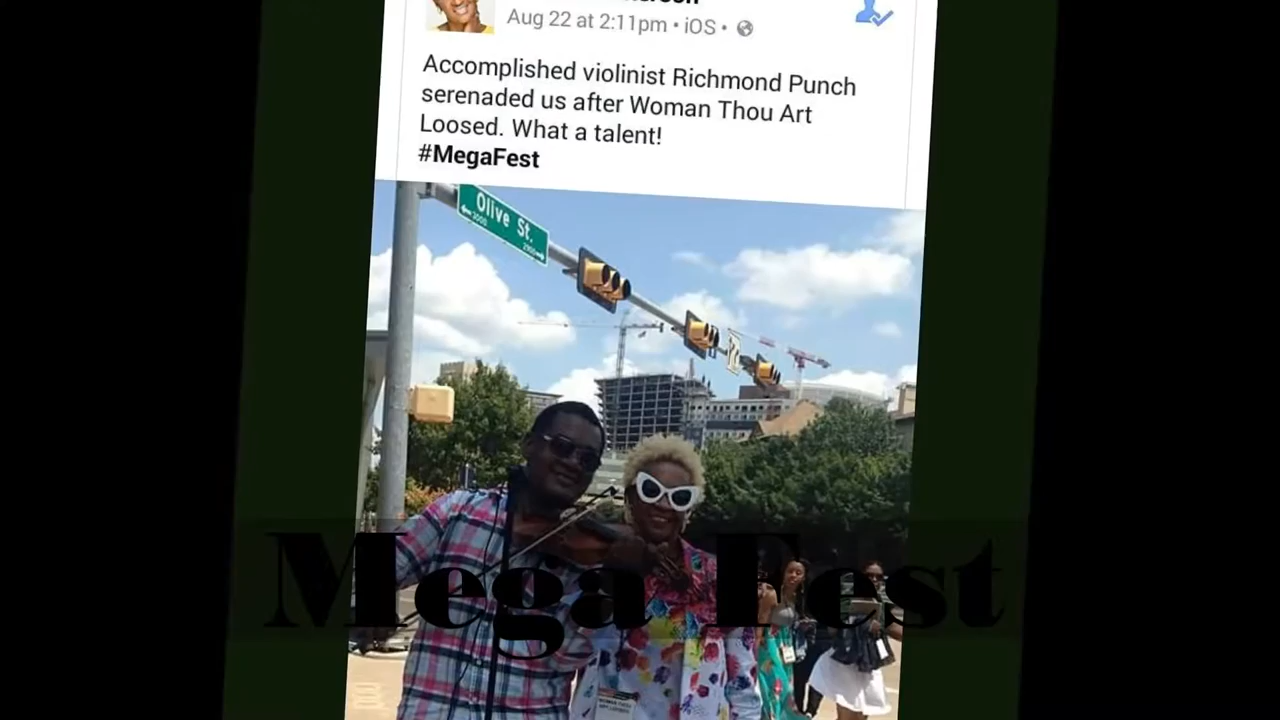 Aug 22 at 2:11pm • iOS •
Accomplished violinist Richmond Punch
serenaded us after Woman Thou Art
Loosed. What a talent!
#MegaFest
Olive St.
Mega Fest